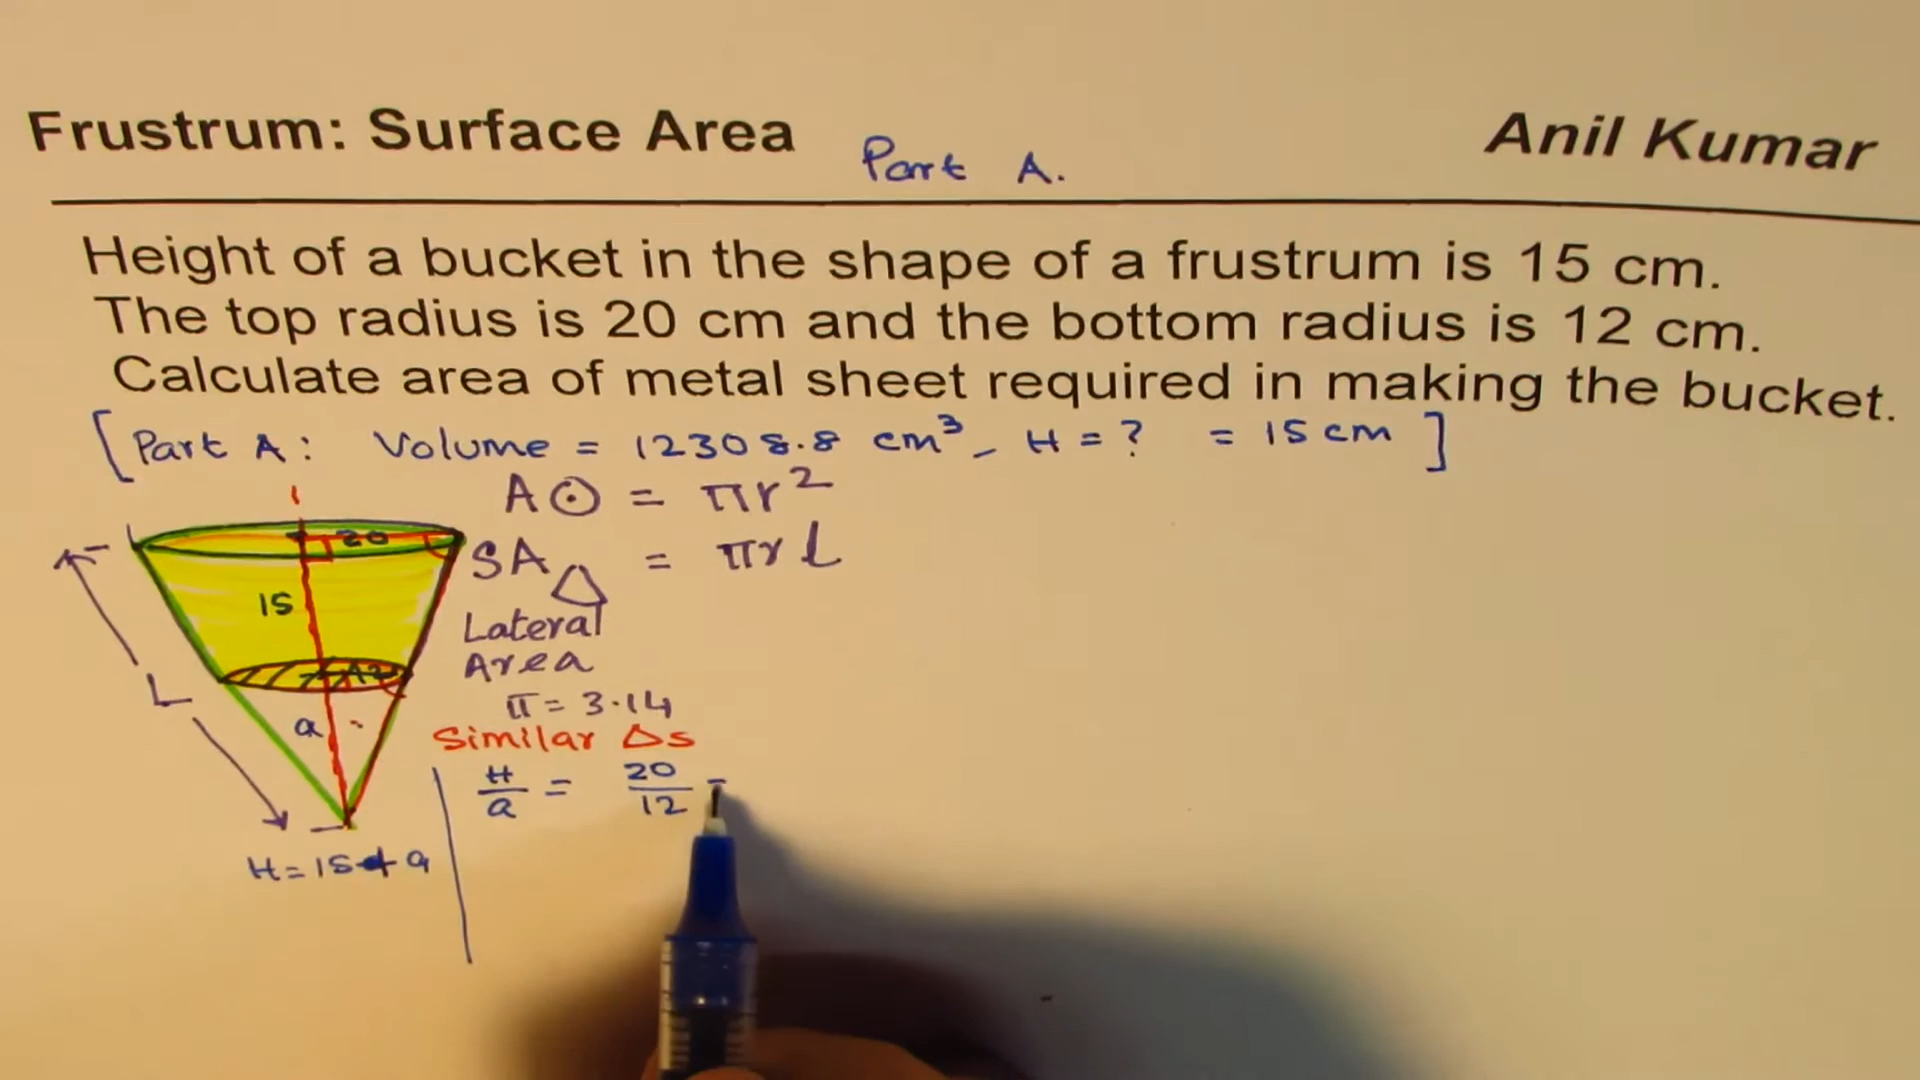 Frustrum: Surface Area
Part A.
Anil Kumar
Height of a bucket in the shape of a frustrum is 15 cm.
The top radius is 20 cm and the bottom radius is 12 cm.
Calculate area of metal sheet required in making the bucket.
[Part A: Volume = 12308.8 cm³, H = ? = 15 cm]
A⊙ = πr²
20
SA△ = πrl
15
Lateral
Area
12
L
π = 3.14
a
Similar Δs
H/a = 20/12 =
H = 15 + a